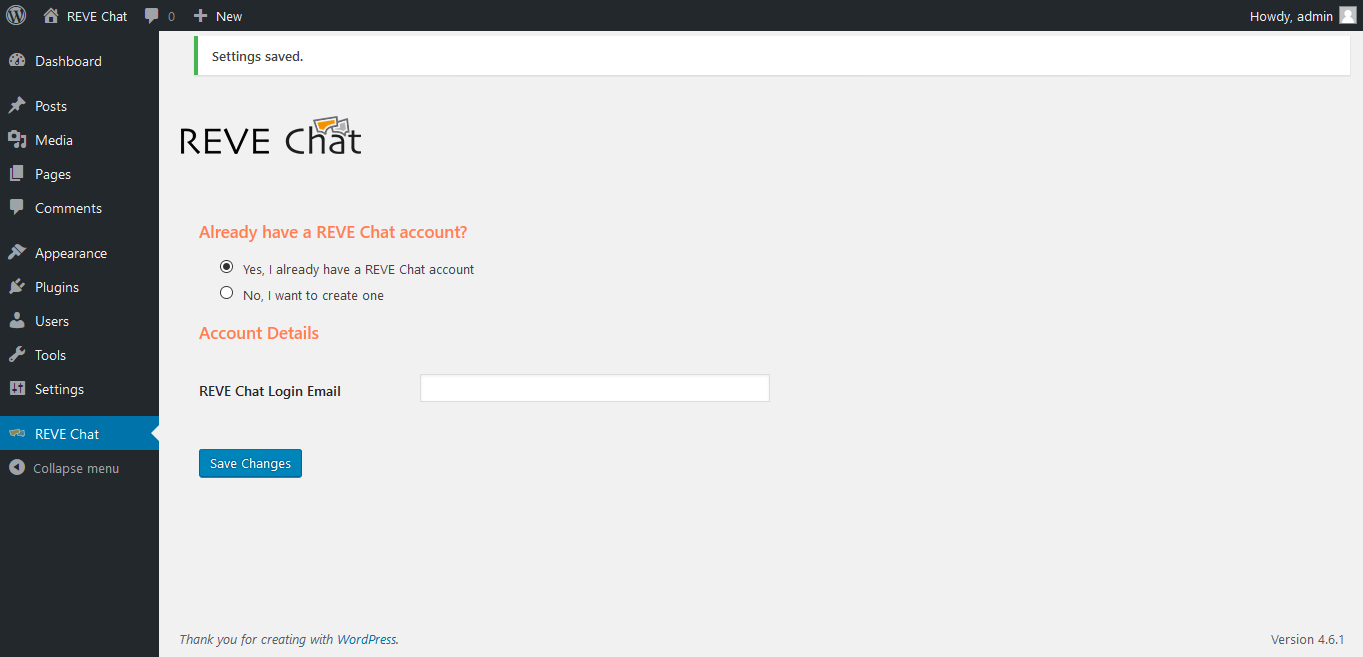 REVE Chat 0 New Howdy, admin
Dashboard
Posts
Media
Pages
Comments
Appearance
Plugins
Users
Tools
Settings
REVE Chat
Collapse menu
Settings saved.
REVE Chat
Already have a REVE Chat account?
Yes, I already have a REVE Chat account
No, I want to create one
Account Details
REVE Chat Login Email
Save Changes
Thank you for creating with WordPress. Version 4.6.1